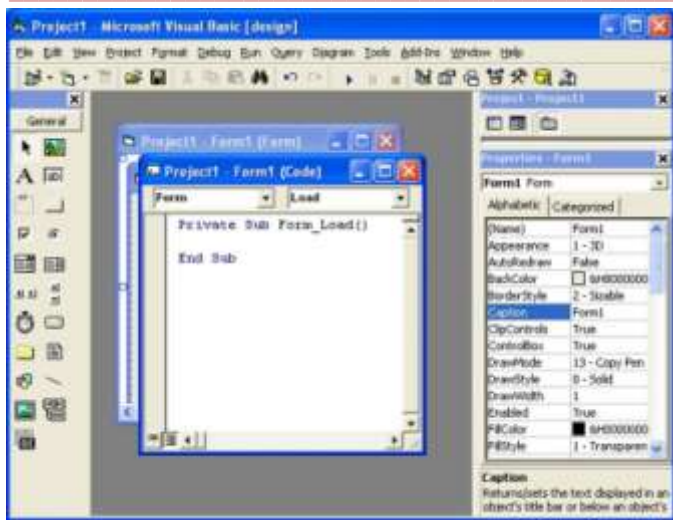 Project1 - Microsoft Visual Basic [design]
File Edit View Project Format Debug Run Query Diagram Tools Add-Ins Window Help
General
Project1 - Form1 (Form)
Project1 - Form1 (Code)
Form Load
Private Sub Form_Load()
End Sub
Project - Project1
Properties - Form1
Form1 Form
Alphabetic Categorized
(Name) Form1
Appearance 1 - 3D
AutoRedraw False
BackColor &H8000000
BorderStyle 2 - Sizable
Caption Form1
ClipControls True
ControlBox True
DrawMode 13 - Copy Pen
DrawStyle 0 - Solid
DrawWidth 1
Enabled True
FillColor &H0000000
FillStyle 1 - Transparen
Caption
Returns/sets the text displayed in an
object's title bar or below an object's